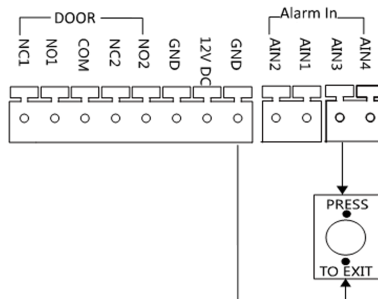 DOOR
Alarm In
NC1
NO1
COM
NC2
NO2
GND
12V DC
GND
AIN2
AIN1
AIN3
AIN4
PRESS
TO EXIT